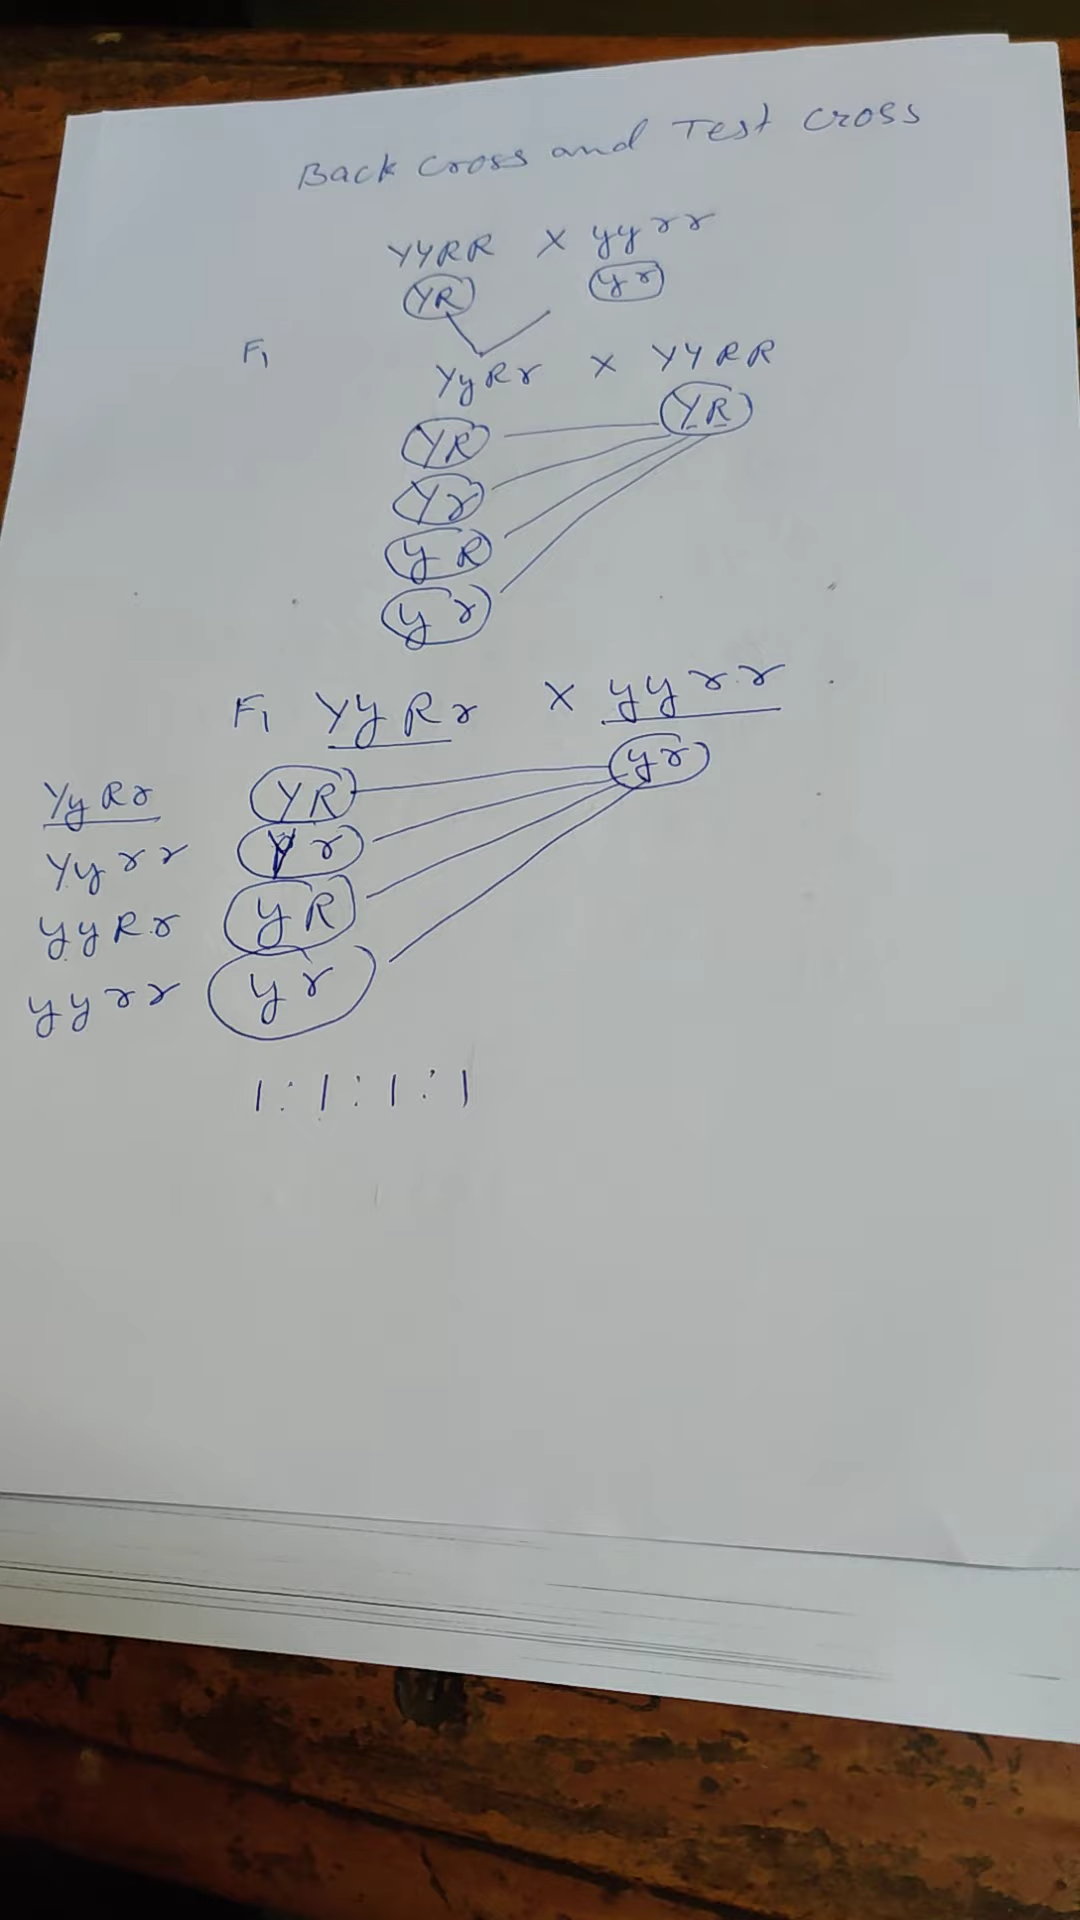 Back cross and Test cross
YYRR X yyrr
YR yr
F1
YyRr X YYRR
YR YR
Yr
yR
yr
F1 YyRr X yyrr
yr
YyRr YR
Yyrr Yr
yyRr yR
yyrr yr
1:1:1:1